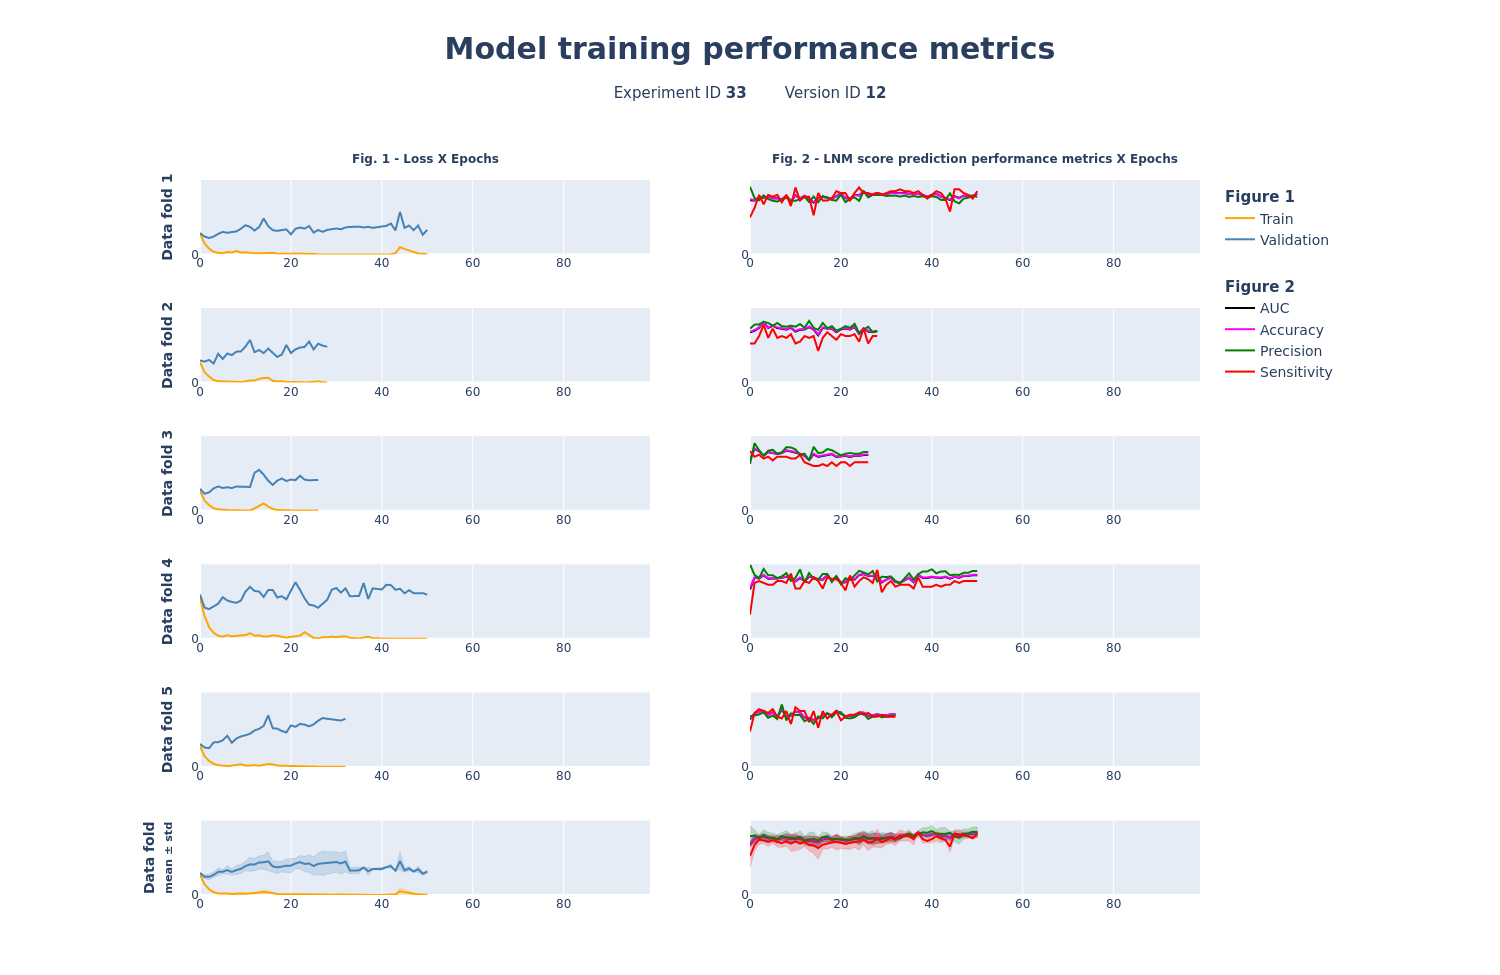 Model training performance metrics
Experiment ID 33 Version ID 12
Fig. 1 - Loss X Epochs
Fig. 2 - LNM score prediction performance metrics X Epochs
Data fold 1
0
0 20 40 60 80
0
0 20 40 60 80
Figure 1
Train
Validation
Figure 2
AUC
Accuracy
Precision
Sensitivity
Data fold 2
0
0 20 40 60 80
0
0 20 40 60 80
Data fold 3
0
0 20 40 60 80
0
0 20 40 60 80
Data fold 4
0
0 20 40 60 80
0
0 20 40 60 80
Data fold 5
0
0 20 40 60 80
0
0 20 40 60 80
Data fold
mean ± std
0
0 20 40 60 80
0
0 20 40 60 80